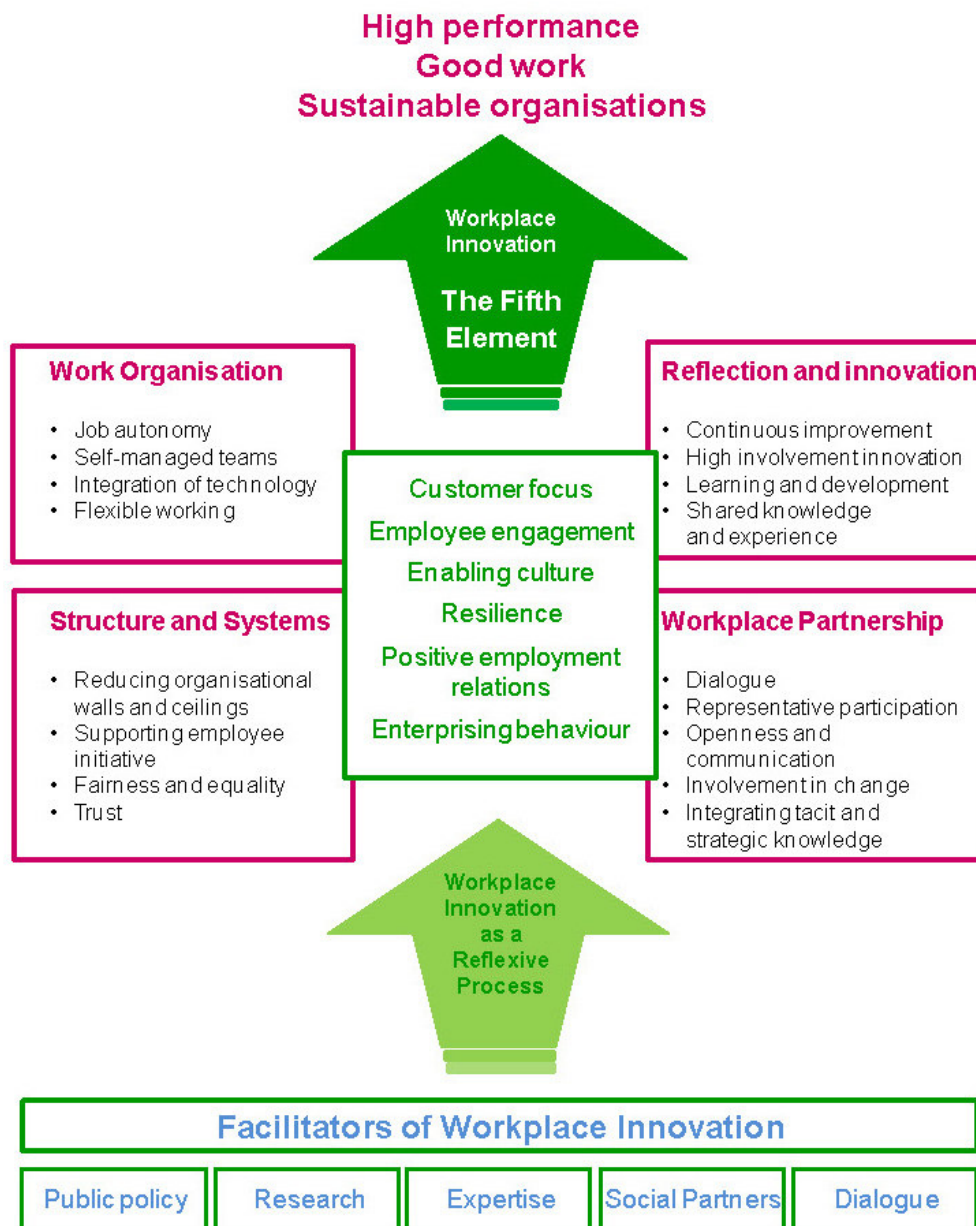 High performance
Good work
Sustainable organisations
Workplace
Innovation
The Fifth
Element
Work Organisation
• Job autonomy
• Self-managed teams
• Integration of technology
• Flexible working
Reflection and innovation
• Continuous improvement
• High involvement innovation
• Learning and development
• Shared knowledge
and experience
Customer focus
Employee engagement
Enabling culture
Resilience
Positive employment
relations
Enterprising behaviour
Structure and Systems
• Reducing organisational
walls and ceilings
• Supporting employee
initiative
• Fairness and equality
• Trust
Workplace Partnership
• Dialogue
• Representative participation
• Openness and
communication
• Involvement in change
• Integrating tacit and
strategic knowledge
Workplace
Innovation
as a
Reflexive
Process
Facilitators of Workplace Innovation
Public policy
Research
Expertise
Social Partners
Dialogue